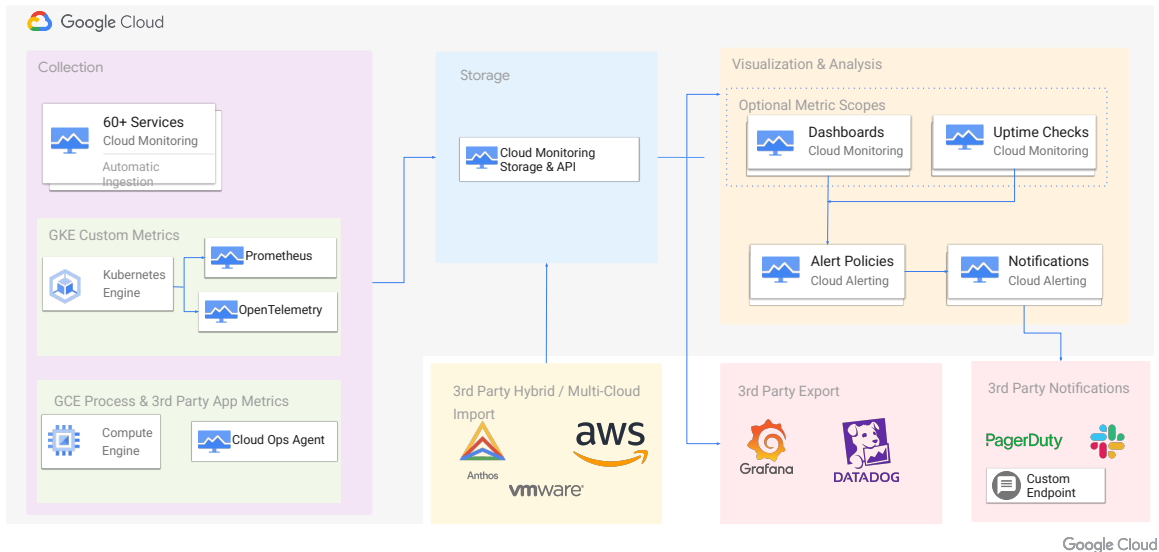 Google Cloud
Collection
60+ Services
Cloud Monitoring
Automatic
Ingestion
GKE Custom Metrics
Kubernetes
Engine
Prometheus
OpenTelemetry
GCE Process & 3rd Party App Metrics
Compute
Engine
Cloud Ops Agent
Storage
Cloud Monitoring
Storage & API
Visualization & Analysis
Optional Metric Scopes
Dashboards
Cloud Monitoring
Uptime Checks
Cloud Monitoring
Alert Policies
Cloud Alerting
Notifications
Cloud Alerting
3rd Party Hybrid / Multi-Cloud
Import
Anthos
aws
vmware
3rd Party Export
Grafana
DATADOG
3rd Party Notifications
PagerDuty
Custom
Endpoint
Google Cloud